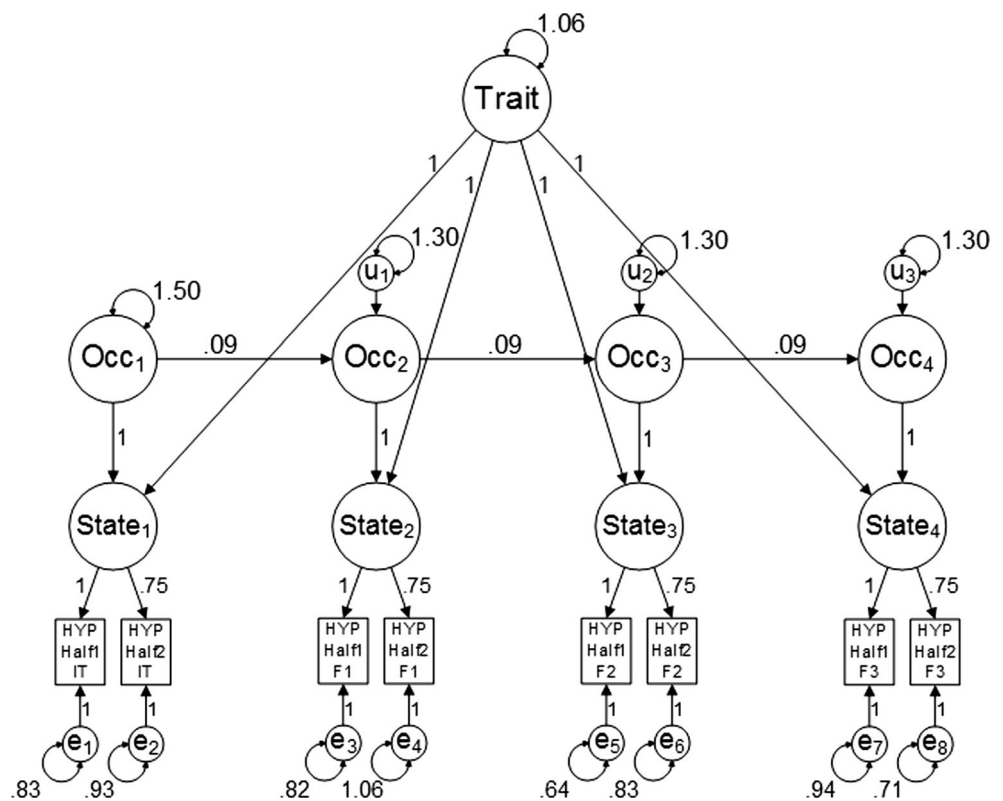 1.06
Trait
1 1 1 1
1.30 1.30 1.30
u1 u2 u3
1.50
Occ1 .09 Occ2 .09 Occ3 .09 Occ4
1 1 1 1
State1 State2 State3 State4
1 .75 1 .75 1 .75 1 .75
HYP HYP HYP HYP HYP HYP HYP HYP
Half1 Half2 Half1 Half2 Half1 Half2 Half1 Half2
IT IT F1 F1 F2 F2 F3 F3
1 1 1 1 1 1 1 1
e1 e2 e3 e4 e5 e6 e7 e8
.83 .93 .82 1.06 .64 .83 .94 .71